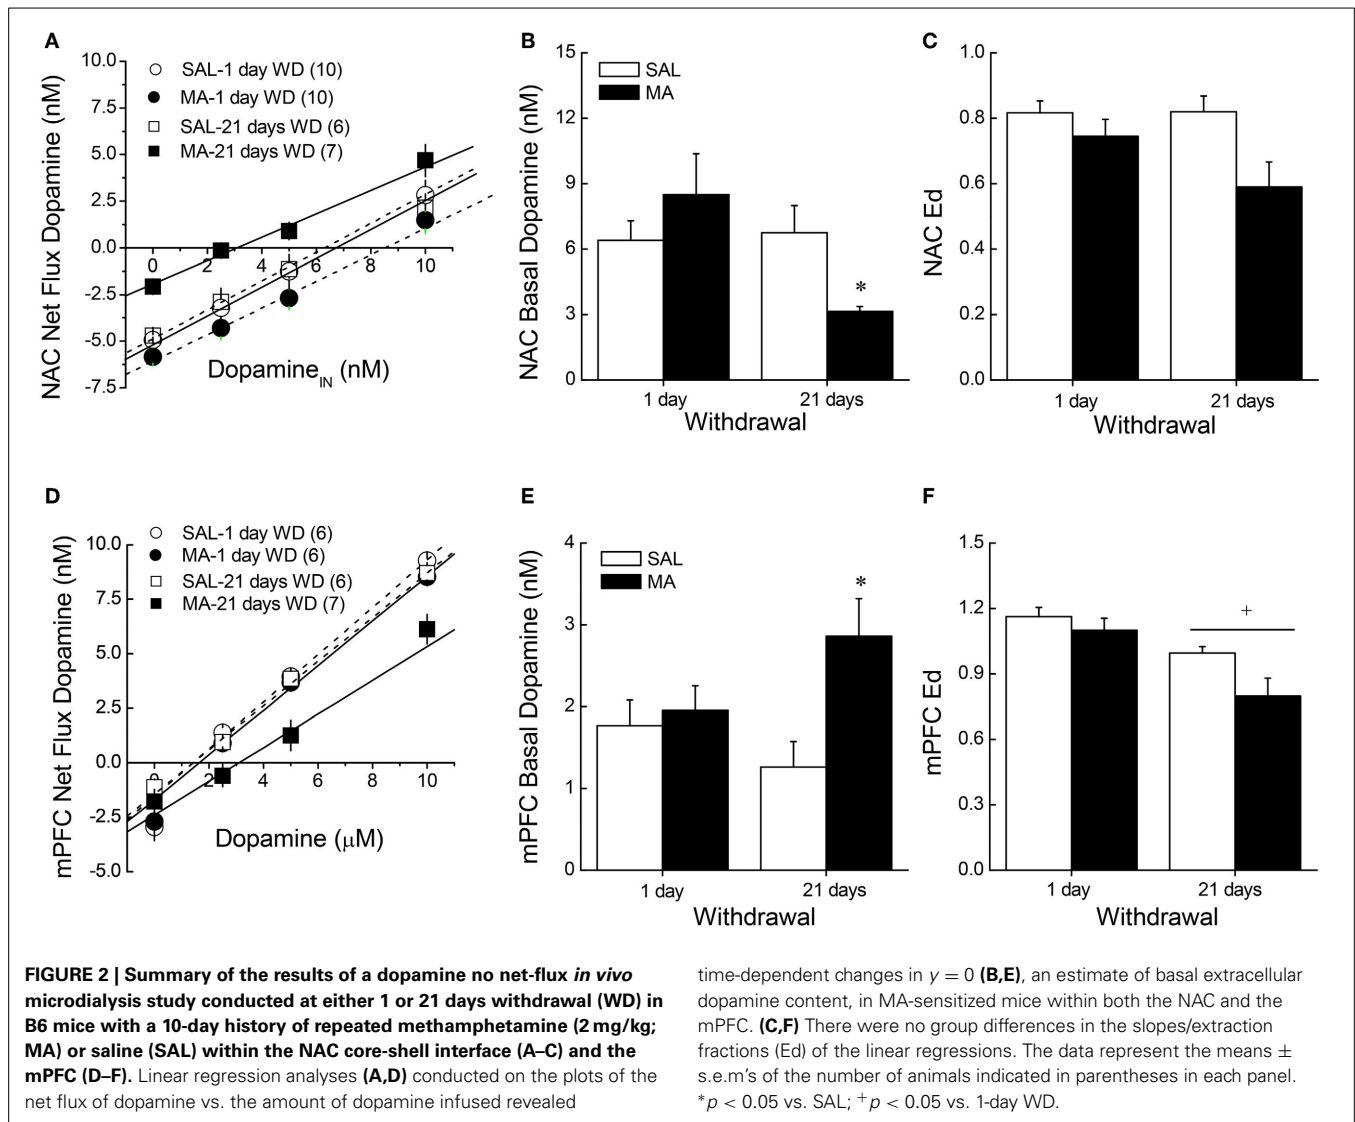 A
NAC Net Flux Dopamine (nM)
10.0
7.5
5.0
2.5
0.0
-2.5
-5.0
-7.5
SAL-1 day WD (10)
MA-1 day WD (10)
SAL-21 days WD (6)
MA-21 days WD (7)
0 2 4 6 8 10
Dopamine_IN (nM)
B
NAC Basal Dopamine (nM)
15
12
9
6
3
0
SAL
MA
*
1 day 21 days
Withdrawal
C
NAC Ed
1.0
0.8
0.6
0.4
0.2
0.0
1 day 21 days
Withdrawal
D
mPFC Net Flux Dopamine (nM)
10.0
7.5
5.0
2.5
0.0
-2.5
-5.0
SAL-1 day WD (6)
MA-1 day WD (6)
SAL-21 days WD (6)
MA-21 days WD (7)
0 2 4 6 8 10
Dopamine (μM)
E
mPFC Basal Dopamine (nM)
4
3
2
1
0
SAL
MA
*
1 day 21 days
Withdrawal
F
mPFC Ed
1.5
1.2
0.9
0.6
0.3
0.0
+
1 day 21 days
Withdrawal
FIGURE 2 | Summary of the results of a dopamine no net-flux in vivo
microdialysis study conducted at either 1 or 21 days withdrawal (WD) in
B6 mice with a 10-day history of repeated methamphetamine (2 mg/kg;
MA) or saline (SAL) within the NAC core-shell interface (A–C) and the
mPFC (D–F). Linear regression analyses (A,D) conducted on the plots of the
net flux of dopamine vs. the amount of dopamine infused revealed
time-dependent changes in y = 0 (B,E), an estimate of basal extracellular
dopamine content, in MA-sensitized mice within both the NAC and the
mPFC. (C,F) There were no group differences in the slopes/extraction
fractions (Ed) of the linear regressions. The data represent the means ±
s.e.m's of the number of animals indicated in parentheses in each panel.
*p < 0.05 vs. SAL; +p < 0.05 vs. 1-day WD.